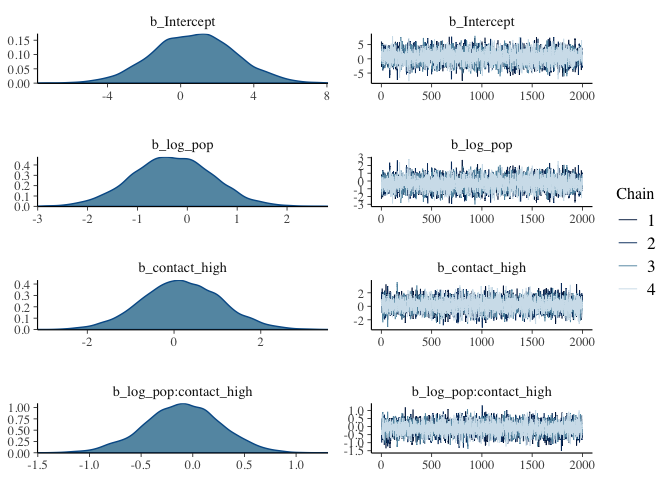 b_Intercept
0.15
0.10
0.05
0.00
-4 0 4 8
b_Intercept
5
0
-5
0 500 1000 1500 2000
b_log_pop
0.4
0.3
0.2
0.1
0.0
-3 -2 -1 0 1 2
b_log_pop
3
2
1
0
-1
-2
-3
0 500 1000 1500 2000
b_contact_high
0.4
0.3
0.2
0.1
0.0
-2 0 2
b_contact_high
2
0
-2
0 500 1000 1500 2000
b_log_pop:contact_high
1.00
0.75
0.50
0.25
0.00
-1.5 -1.0 -0.5 0.0 0.5 1.0
b_log_pop:contact_high
1.0
0.5
0.0
-0.5
-1.0
-1.5
0 500 1000 1500 2000
Chain
1
2
3
4